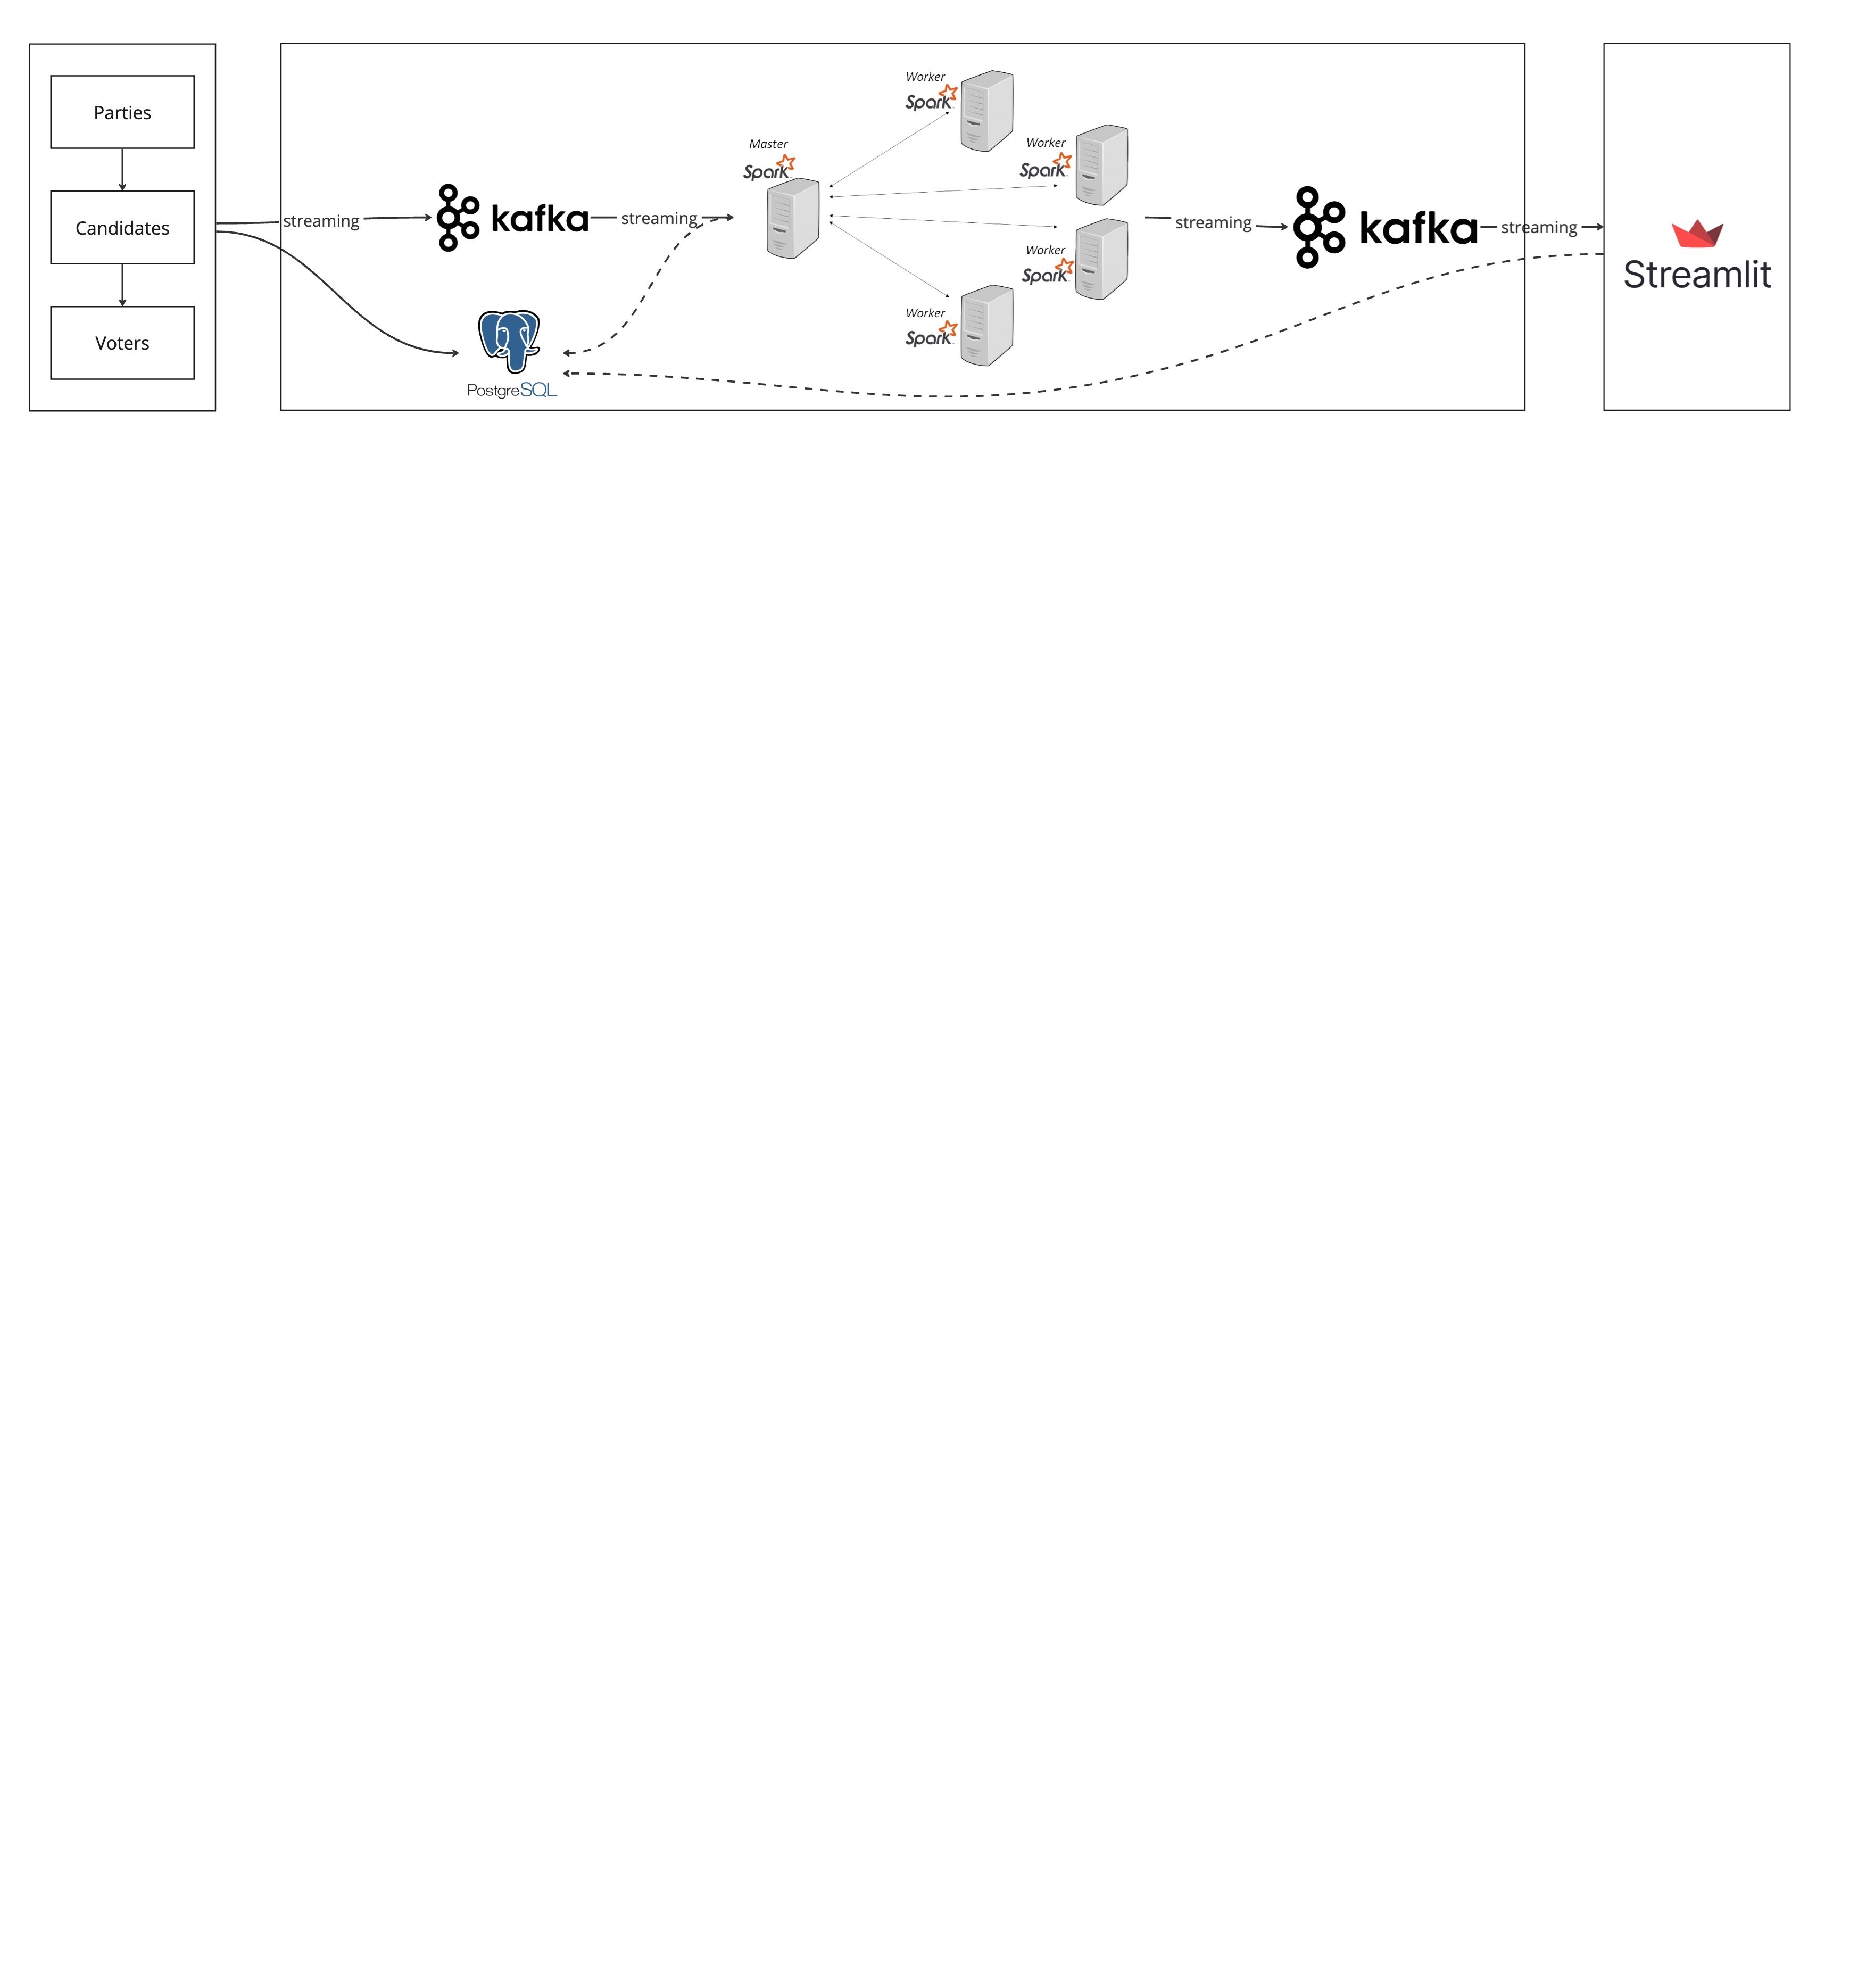 Parties
Candidates
Voters
streaming
kafka
streaming
PostgreSQL
Master
Spark
Worker
Spark
Worker
Spark
Worker
Spark
Worker
Spark
streaming
kafka
streaming
Streamlit